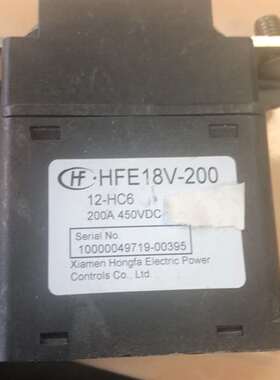 HF HFE18V-200
12-HC6
200A 450VDC
Serial No.
10000049719-00395
Xiamen Hongfa Electric Power
Controls Co., Ltd